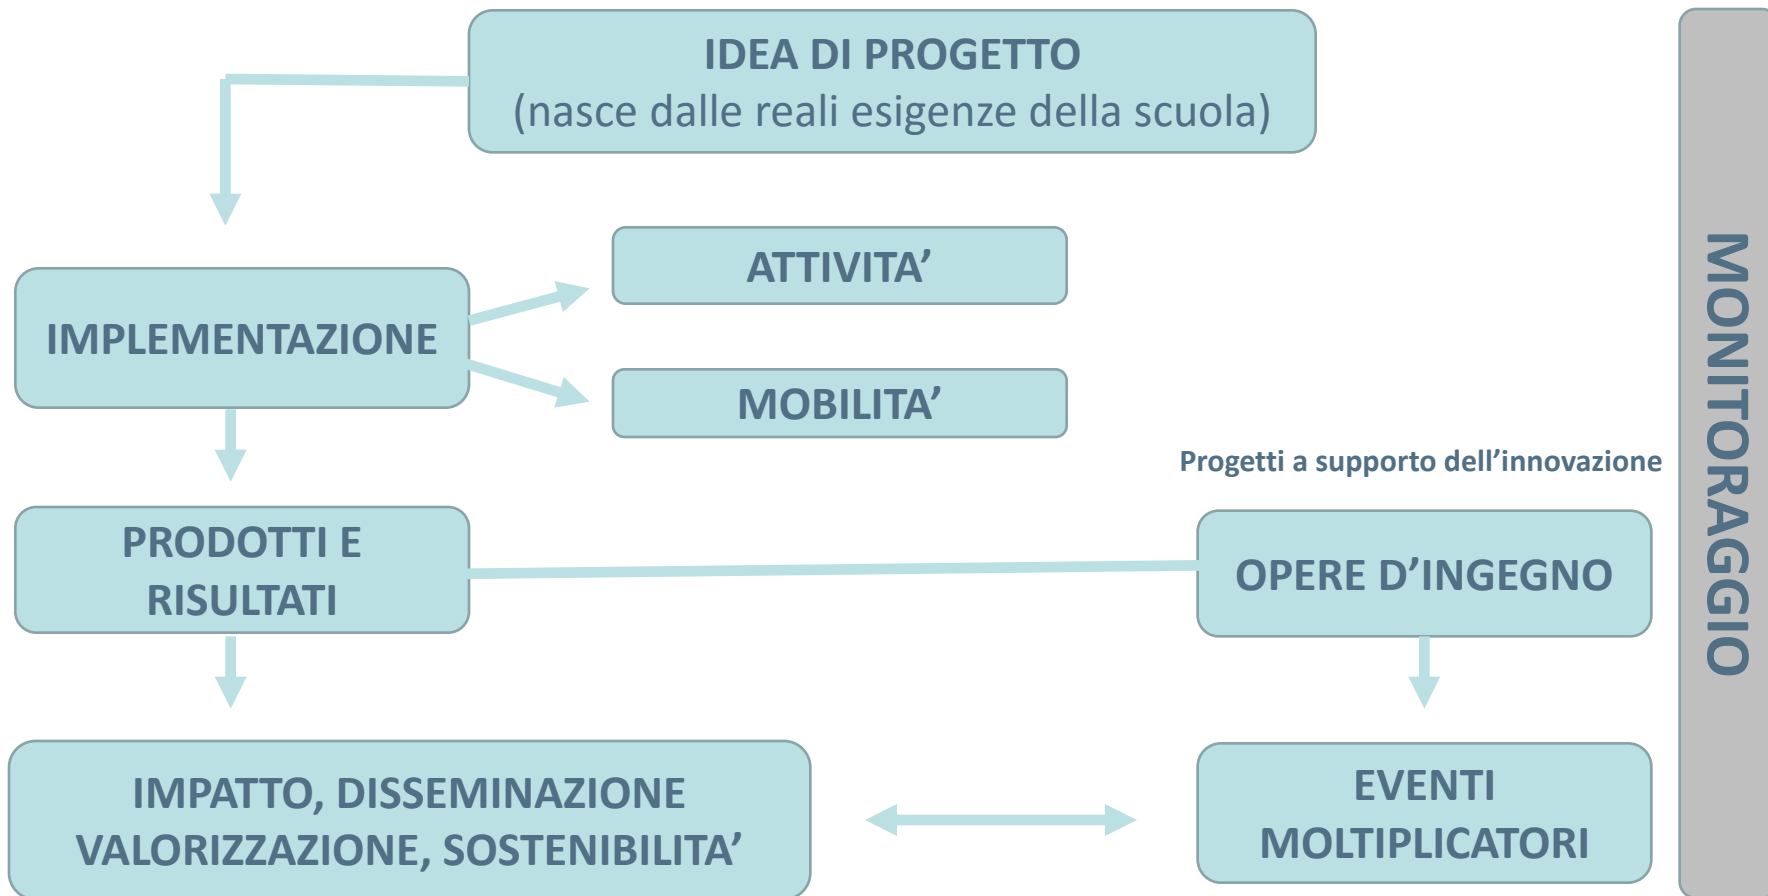 IDEA DI PROGETTO
(nasce dalle reali esigenze della scuola)
ATTIVITA’
IMPLEMENTAZIONE
MOBILITA’
Progetti a supporto dell’innovazione
PRODOTTI E
RISULTATI
OPERE D’INGEGNO
IMPATTO, DISSEMINAZIONE
VALORIZZAZIONE, SOSTENIBILITA’
EVENTI
MOLTIPLICATORI
MONITORAGGIO